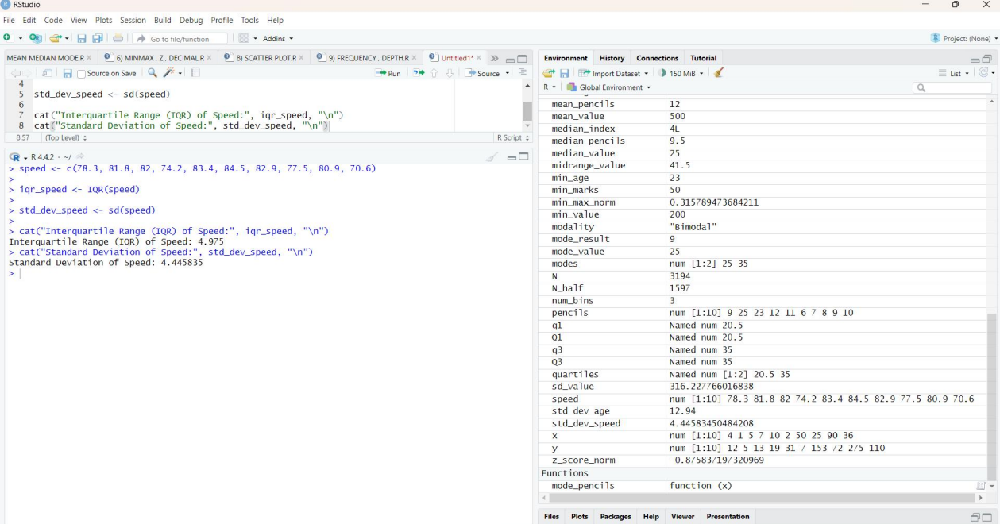 RStudio
File Edit Code View Plots Session Build Debug Profile Tools Help
Go to file/function Addins
Project: (None)
MEAN MEDIAN MODE.R 6) MINMAX , Z , DECIMAL.R 8) SCATTER PLOT.R 9) FREQUENCY , DEPTH.R Untitled1*
Source on Save Run Source
4
5 std_dev_speed <- sd(speed)
6
7 cat("Interquartile Range (IQR) of Speed:", iqr_speed, "\n")
8 cat("Standard Deviation of Speed:", std_dev_speed, "\n")
8:57 (Top Level) R Script
R 4.4.2 · ~/
> speed <- c(78.3, 81.8, 82, 74.2, 83.4, 84.5, 82.9, 77.5, 80.9, 70.6)
>
> iqr_speed <- IQR(speed)
>
> std_dev_speed <- sd(speed)
>
> cat("Interquartile Range (IQR) of Speed:", iqr_speed, "\n")
Interquartile Range (IQR) of Speed: 4.975
> cat("Standard Deviation of Speed:", std_dev_speed, "\n")
Standard Deviation of Speed: 4.445835
>
Environment History Connections Tutorial
Import Dataset 150 MiB List
R Global Environment
mean_pencils 12
mean_value 500
median_index 4L
median_pencils 9.5
median_value 25
midrange_value 41.5
min_age 23
min_marks 50
min_max_norm 0.315789473684211
min_value 200
modality "Bimodal"
mode_result 9
mode_value 25
modes num [1:2] 25 35
N 3194
N_half 1597
num_bins 3
pencils num [1:10] 9 25 23 12 11 6 7 8 9 10
q1 Named num 20.5
Q1 Named num 20.5
q3 Named num 35
Q3 Named num 35
quartiles Named num [1:2] 20.5 35
sd_value 316.227766016838
speed num [1:10] 78.3 81.8 82 74.2 83.4 84.5 82.9 77.5 80.9 70.6
std_dev_age 12.94
std_dev_speed 4.44583450484208
x num [1:10] 4 1 5 7 10 2 50 25 90 36
y num [1:10] 12 5 13 19 31 7 153 72 275 110
z_score_norm -0.875837197320969
Functions
mode_pencils function (x)
Files Plots Packages Help Viewer Presentation